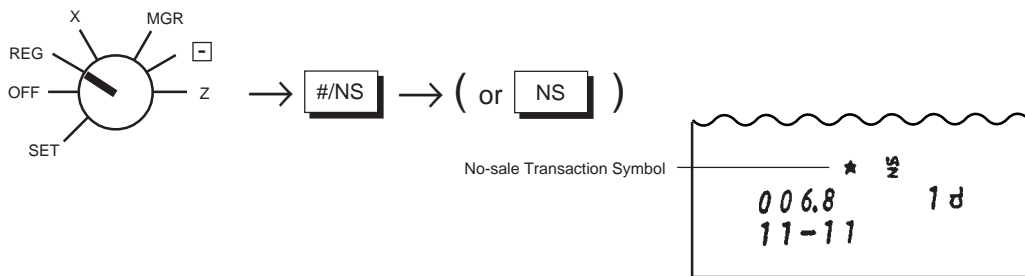 X
MGR
REG
-
OFF
Z
SET
#/NS
( or NS )
No-sale Transaction Symbol
★ NS
006.8 1d
11-11